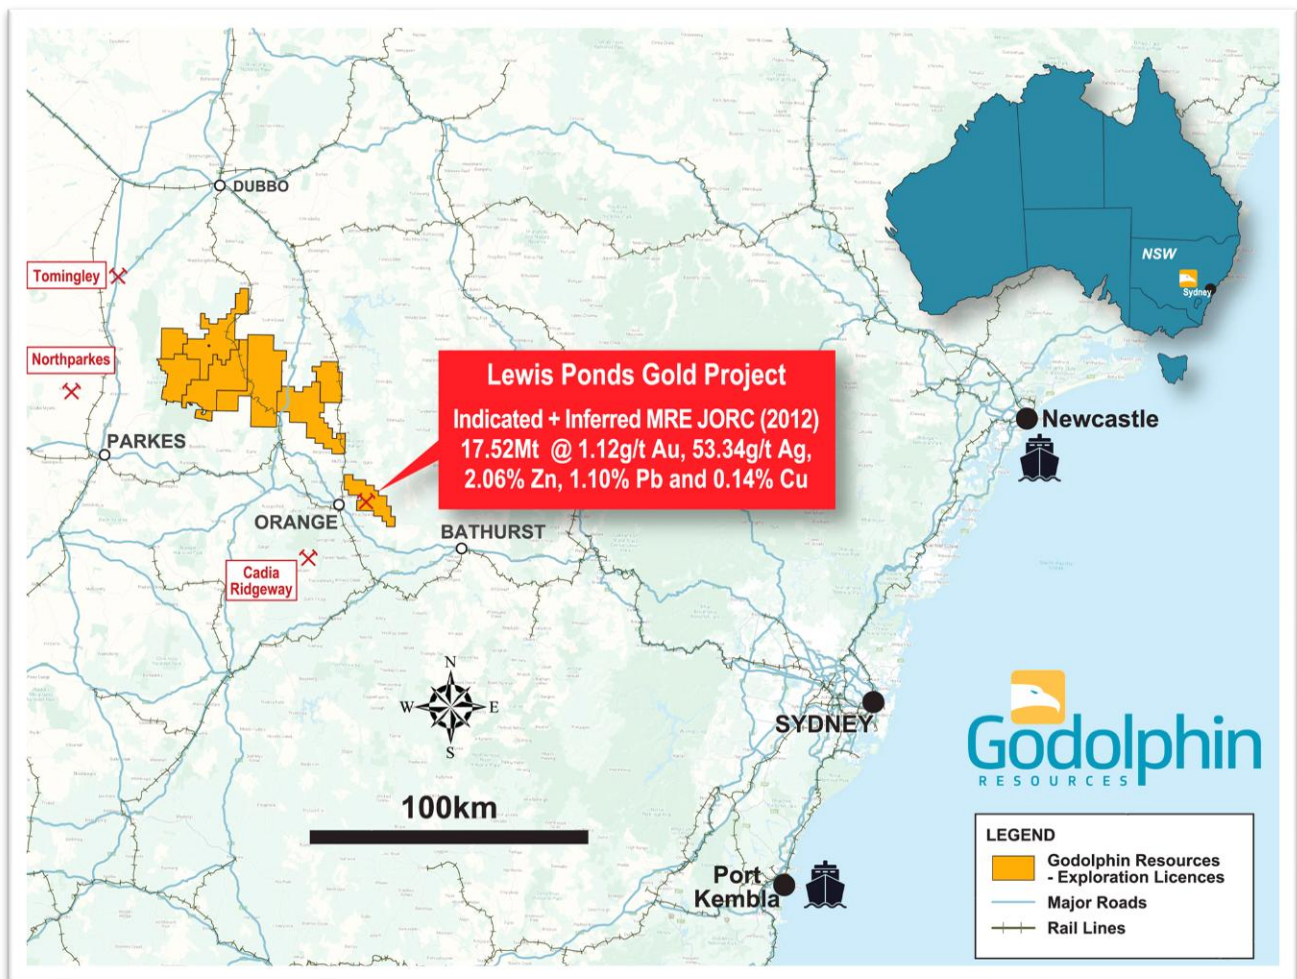 DUBBO
Tomingley
Northparkes
PARKES
ORANGE
Cadia
Ridgeway
BATHURST
Lewis Ponds Gold Project
Indicated + Inferred MRE JORC (2012)
17.52Mt @ 1.12g/t Au, 53.34g/t Ag,
2.06% Zn, 1.10% Pb and 0.14% Cu
NSW
Sydney
Newcastle
N
W
E
S
SYDNEY
100km
Port
Kembla
Godolphin
RESOURCES
LEGEND
Godolphin Resources
- Exploration Licences
Major Roads
Rail Lines